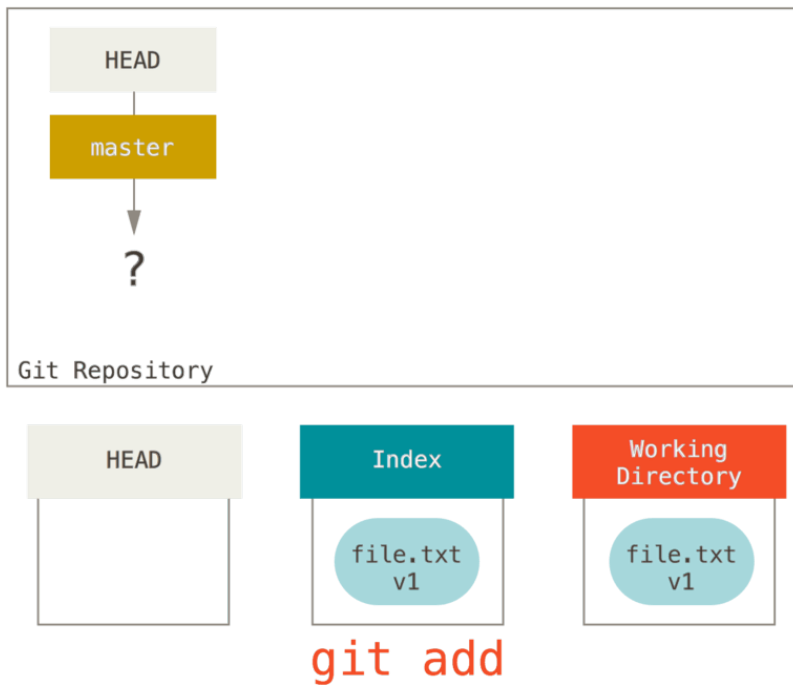 HEAD
master
?
Git Repository
HEAD
Index
Working
Directory
file.txt
v1
file.txt
v1
git add